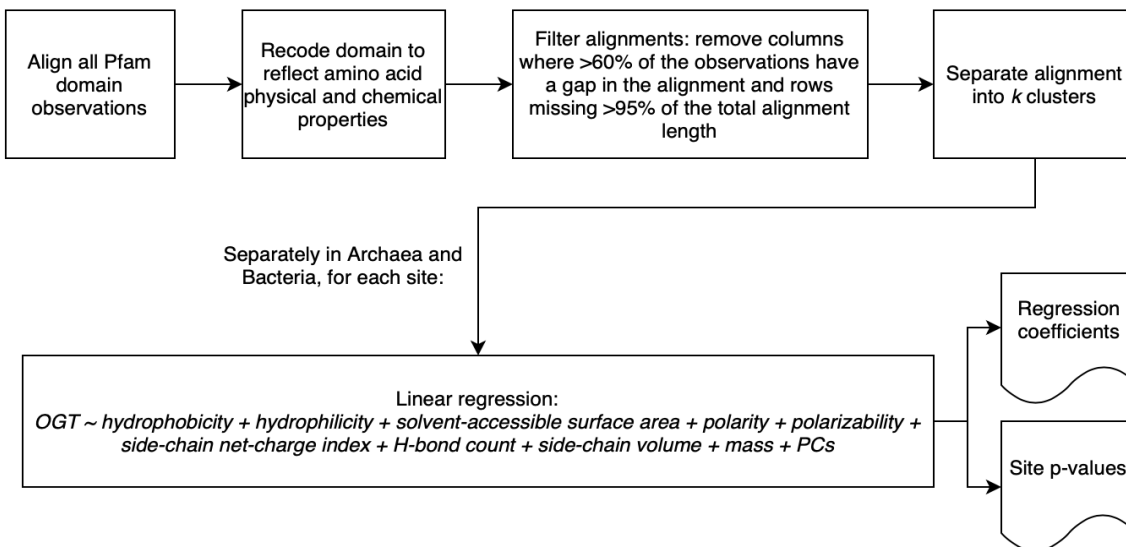 Align all Pfam
domain
observations
Recode domain to
reflect amino acid
physical and chemical
properties
Filter alignments: remove columns
where >60% of the observations have
a gap in the alignment and rows
missing >95% of the total alignment
length
Separate alignment
into k clusters
Separately in Archaea and
Bacteria, for each site:
Linear regression:
OGT ~ hydrophobicity + hydrophilicity + solvent-accessible surface area + polarity + polarizability +
side-chain net-charge index + H-bond count + side-chain volume + mass + PCs
Regression
coefficients
Site p-values